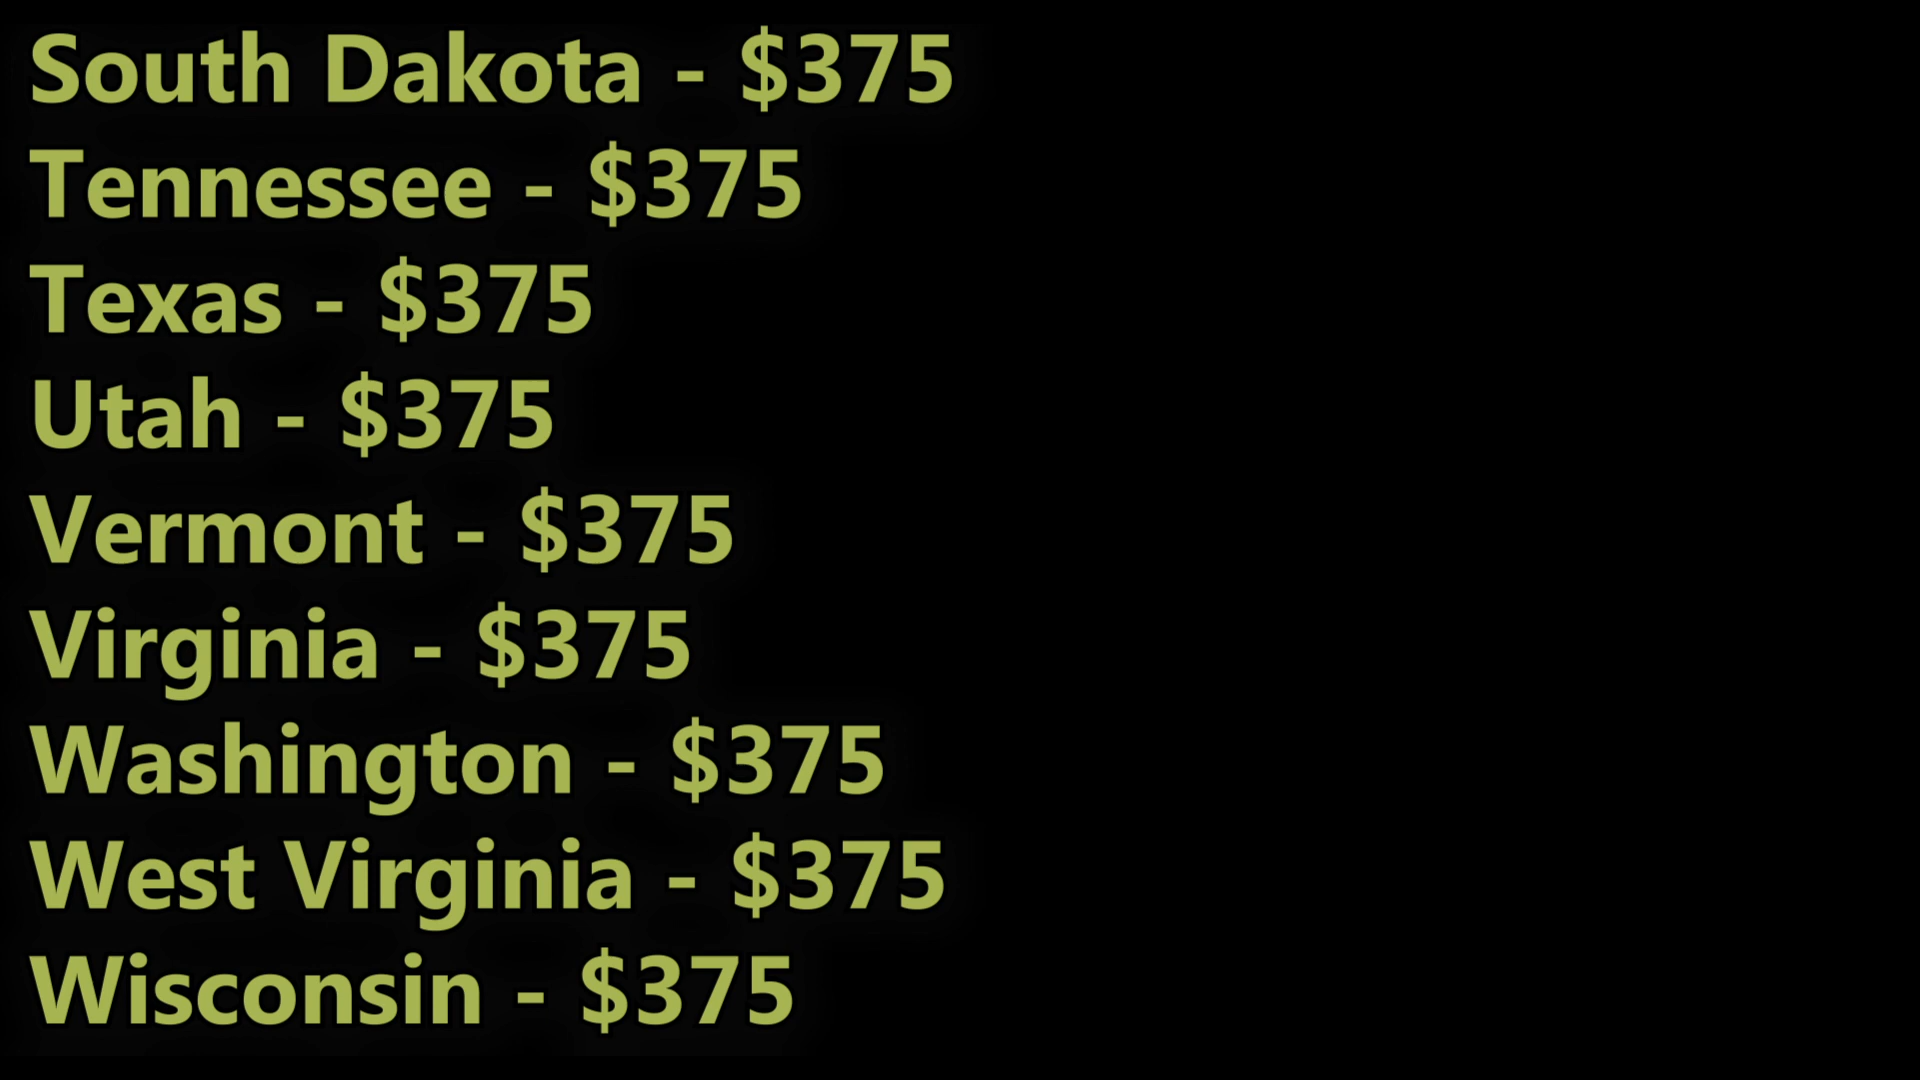 South Dakota - $375
Tennessee - $375
Texas - $375
Utah - $375
Vermont - $375
Virginia - $375
Washington - $375
West Virginia - $375
Wisconsin - $375